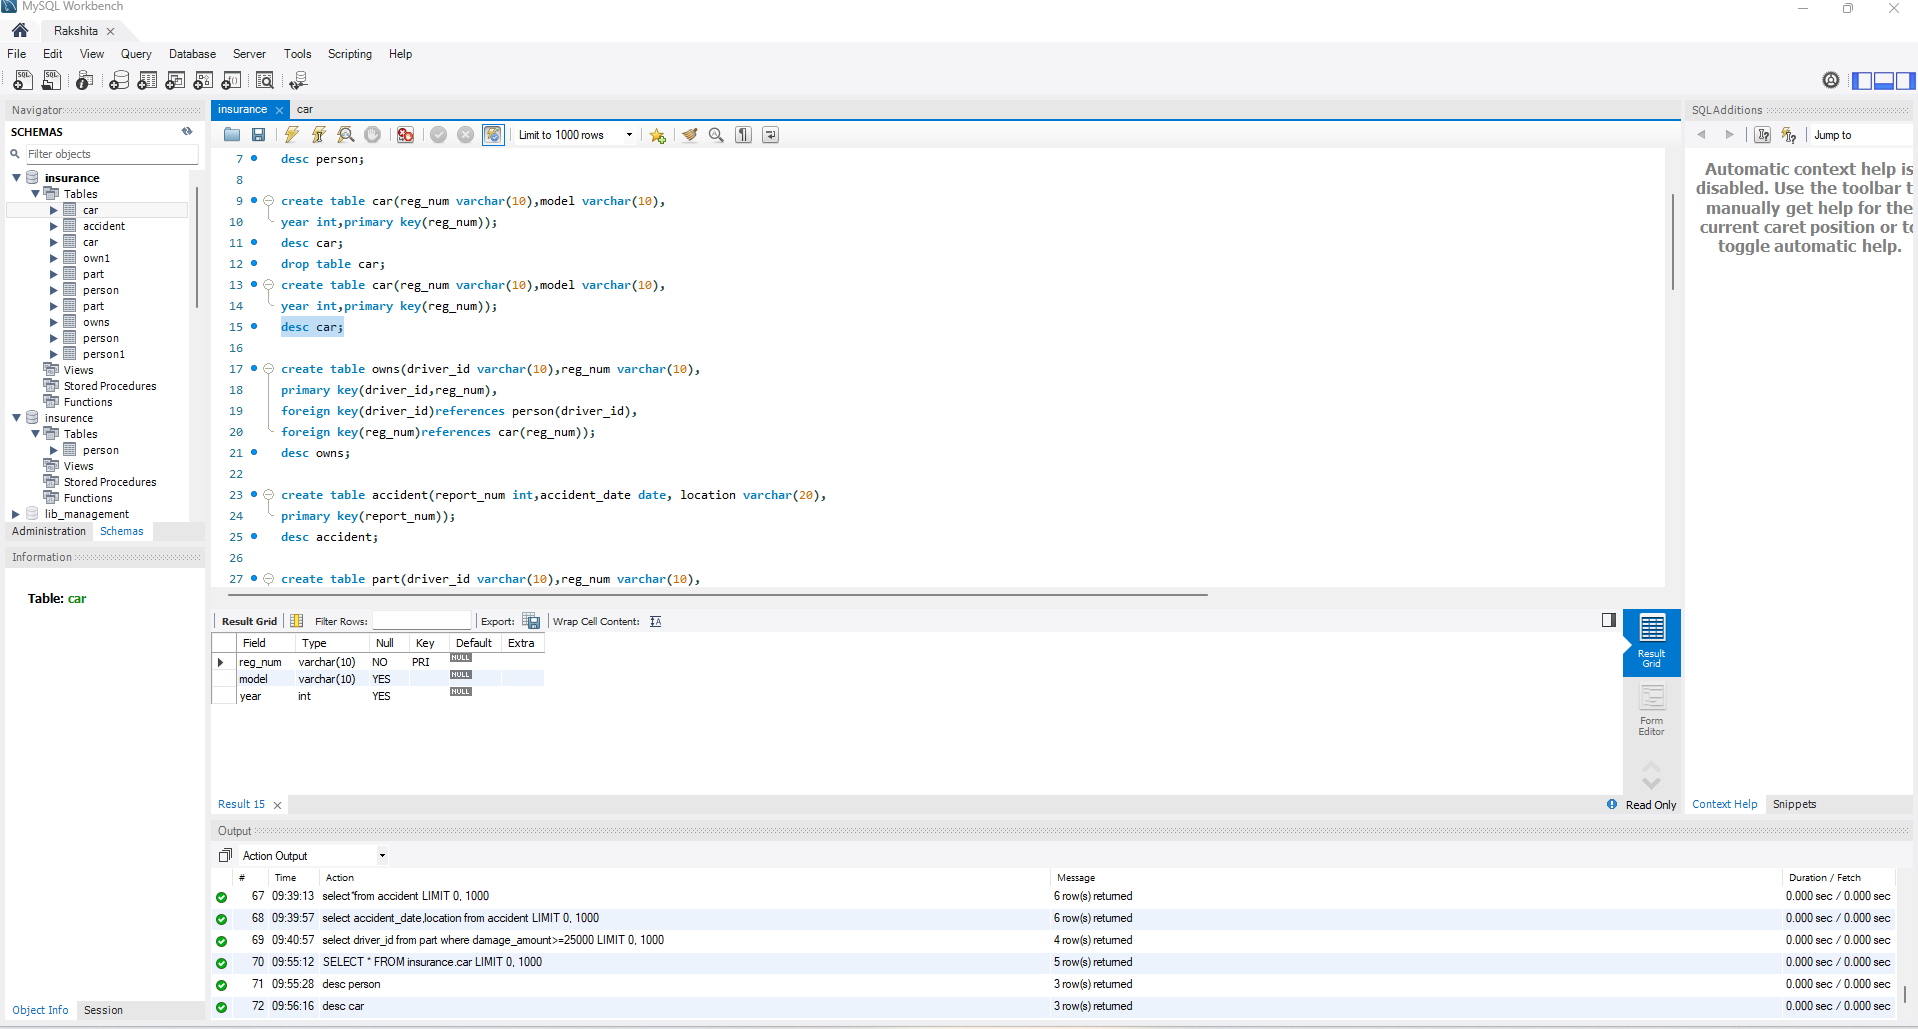 MySQL Workbench
Rakshita
File Edit View Query Database Server Tools Scripting Help
Navigator
SCHEMAS
Filter objects
insurance
Tables
car
accident
car
own1
part
person
part
owns
person
person1
Views
Stored Procedures
Functions
insurence
Tables
person
Views
Stored Procedures
Functions
lib_management
Administration Schemas
Information
Table: car
Object Info Session
insurance car
Limit to 1000 rows
7 desc person;
8
9 create table car(reg_num varchar(10),model varchar(10),
10 year int,primary key(reg_num));
11 desc car;
12 drop table car;
13 create table car(reg_num varchar(10),model varchar(10),
14 year int,primary key(reg_num));
15 desc car;
16
17 create table owns(driver_id varchar(10),reg_num varchar(10),
18 primary key(driver_id,reg_num),
19 foreign key(driver_id)references person(driver_id),
20 foreign key(reg_num)references car(reg_num));
21 desc owns;
22
23 create table accident(report_num int,accident_date date, location varchar(20),
24 primary key(report_num));
25 desc accident;
26
27 create table part(driver_id varchar(10),reg_num varchar(10),
Result Grid Filter Rows: Export: Wrap Cell Content:
Field Type Null Key Default Extra
reg_num varchar(10) NO PRI NULL
model varchar(10) YES NULL
year int YES NULL
Result
Grid
Form
Editor
Result 15
Read Only
SQLAdditions
Jump to
Automatic context help is
disabled. Use the toolbar t
manually get help for the
current caret position or to
toggle automatic help.
Context Help Snippets
Output
Action Output
# Time Action Message Duration / Fetch
67 09:39:13 select*from accident LIMIT 0, 1000 6 row(s) returned 0.000 sec / 0.000 sec
68 09:39:57 select accident_date,location from accident LIMIT 0, 1000 6 row(s) returned 0.000 sec / 0.000 sec
69 09:40:57 select driver_id from part where damage_amount>=25000 LIMIT 0, 1000 4 row(s) returned 0.000 sec / 0.000 sec
70 09:55:12 SELECT * FROM insurance.car LIMIT 0, 1000 5 row(s) returned 0.000 sec / 0.000 sec
71 09:55:28 desc person 3 row(s) returned 0.000 sec / 0.000 sec
72 09:56:16 desc car 3 row(s) returned 0.000 sec / 0.000 sec